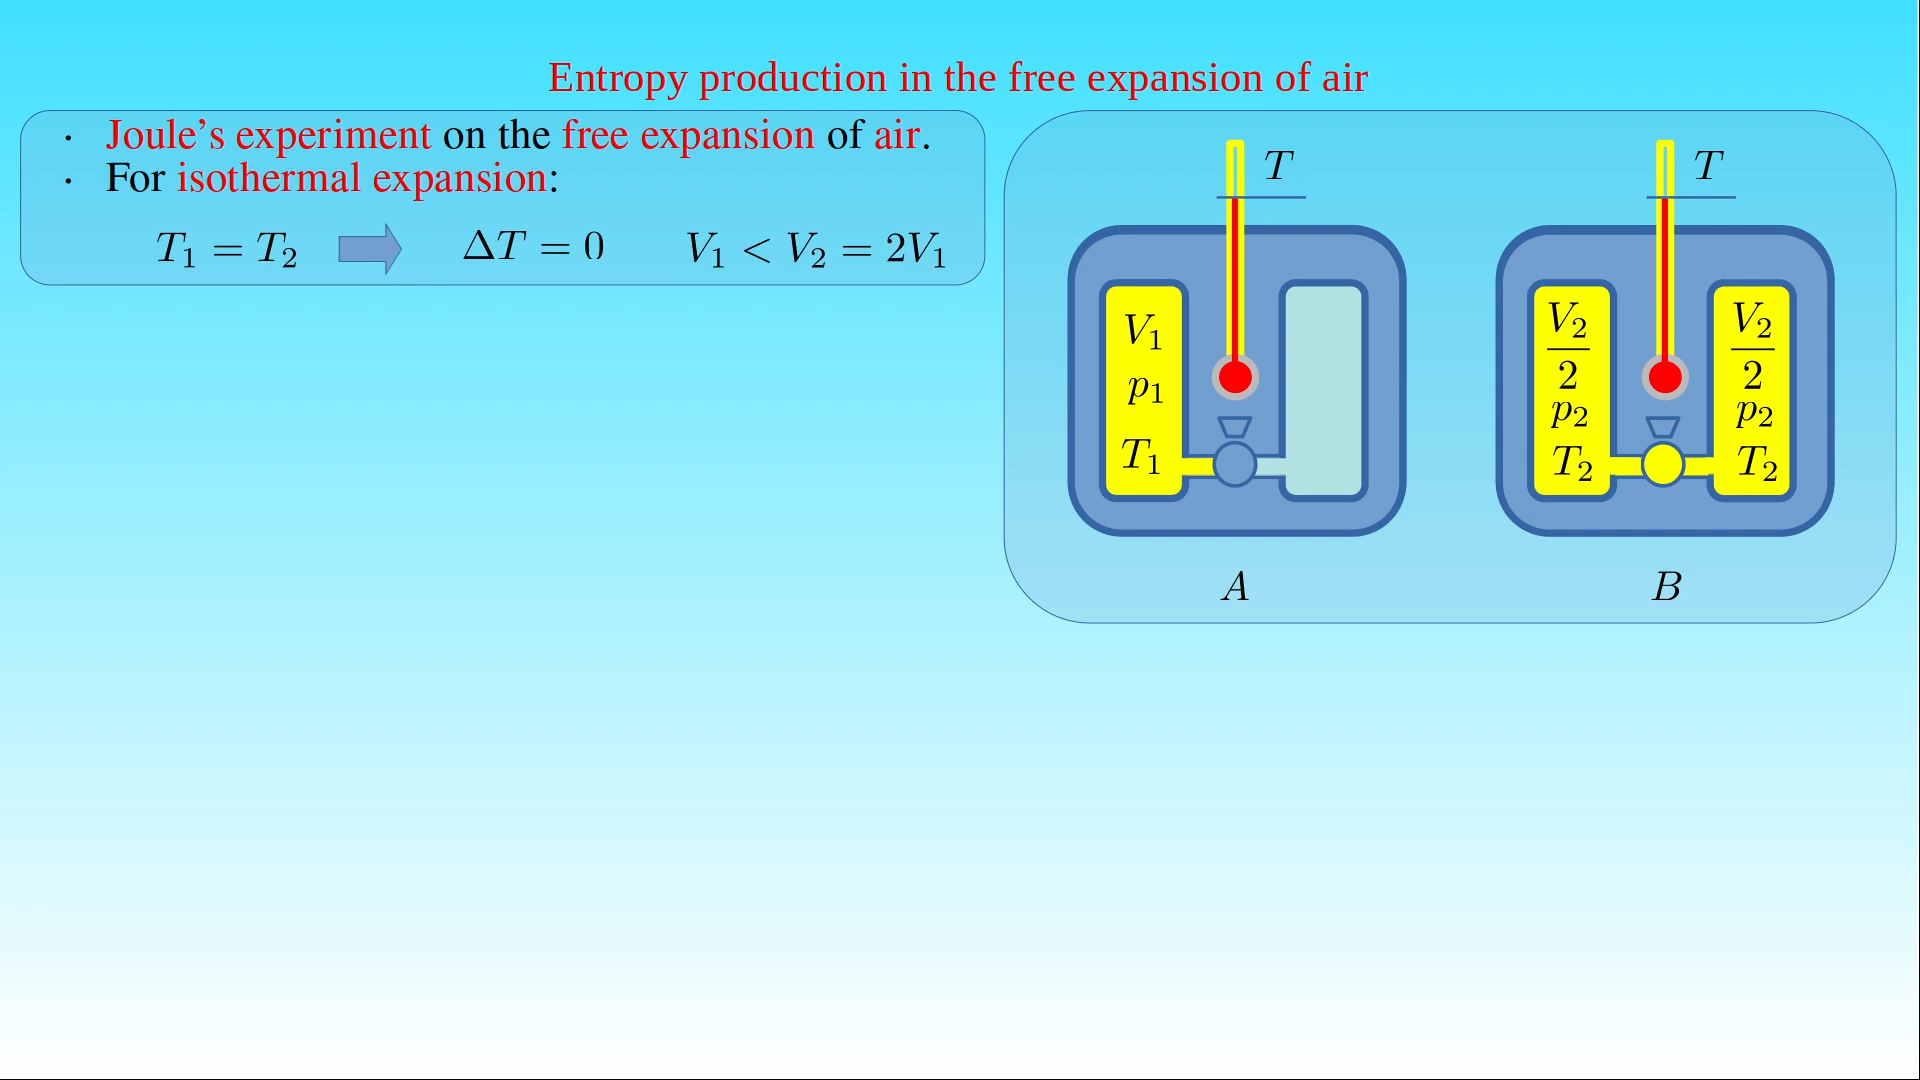 Entropy production in the free expansion of air
· Joule’s experiment on the free expansion of air.
· For isothermal expansion:
T₁ = T₂ ΔT = 0 V₁ < V₂ = 2V₁
T
V₁
p₁
T₁
A
T
V₂/2
p₂
T₂
V₂/2
p₂
T₂
B